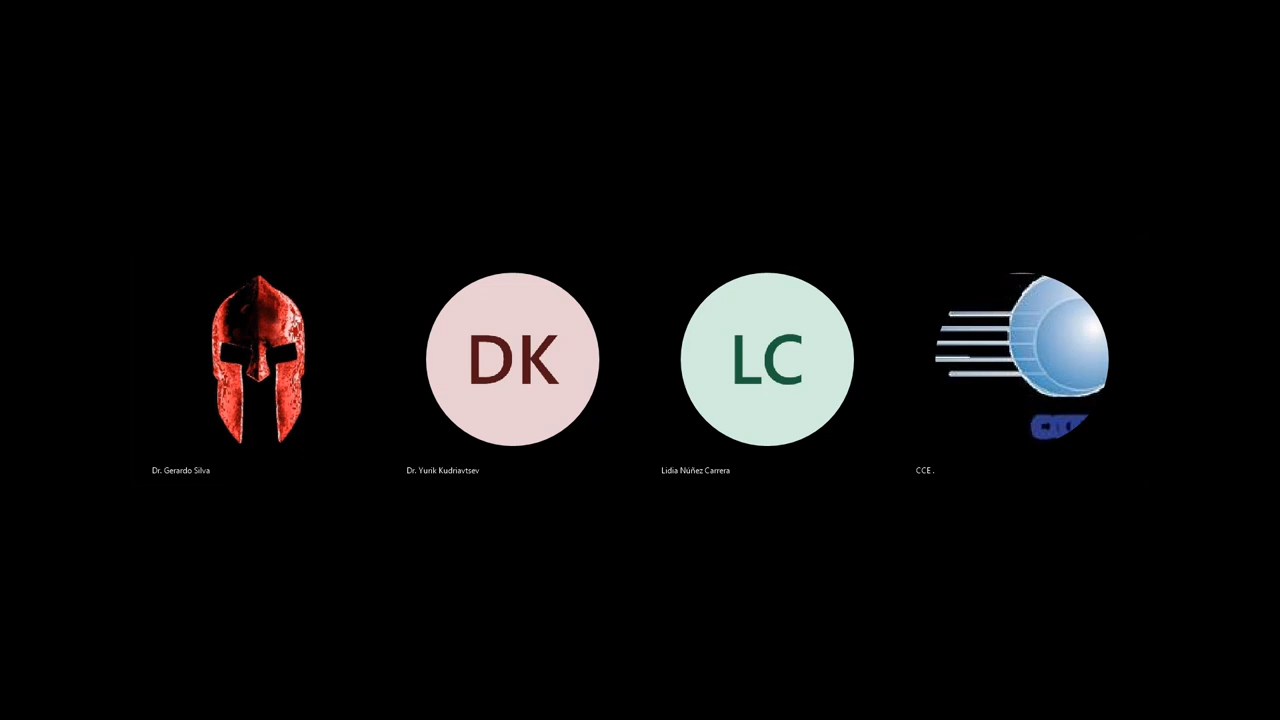 DK
LC
Dr. Gerardo Silva
Dr. Yurik Kudriavtsev
Lidia Núñez Carrera
CCE .